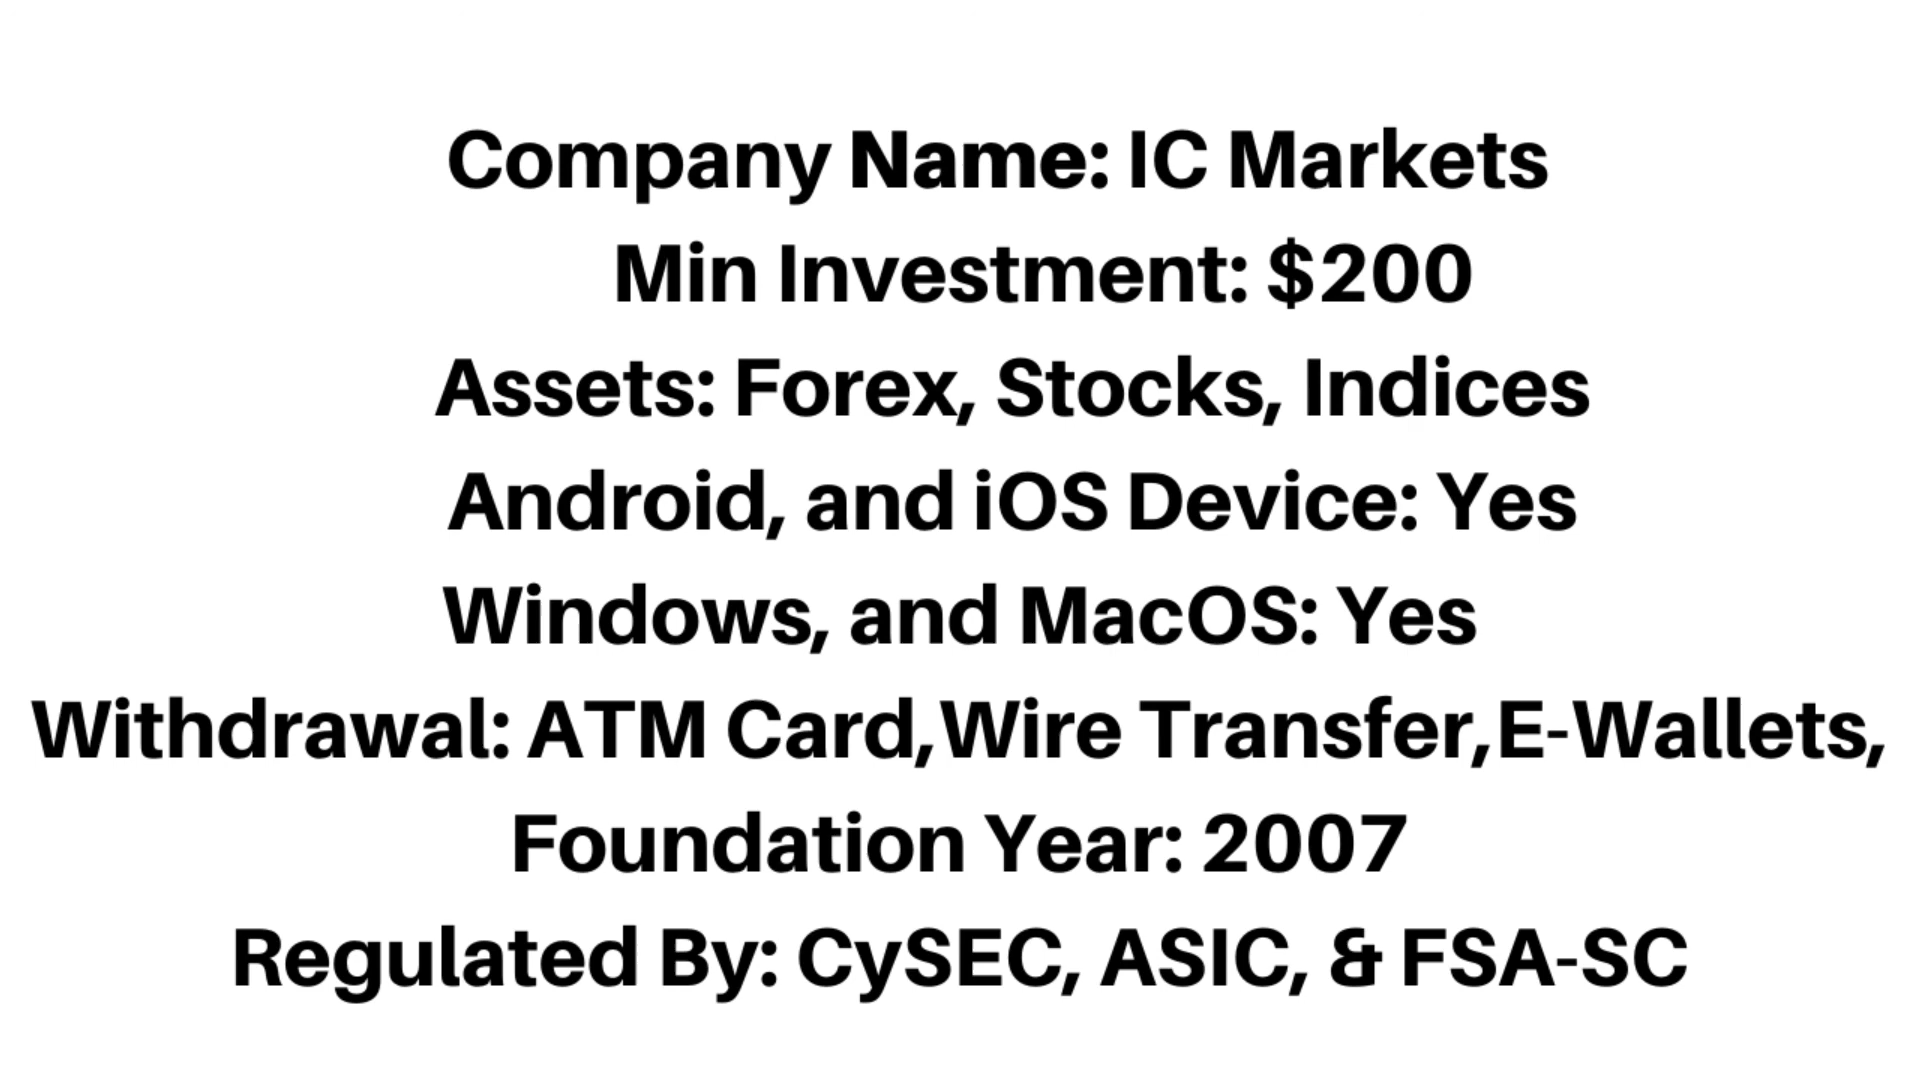 Company Name: IC Markets
Min Investment: $200
Assets: Forex, Stocks, Indices
Android, and iOS Device: Yes
Windows, and MacOS: Yes
Withdrawal: ATM Card,Wire Transfer,E-Wallets,
Foundation Year: 2007
Regulated By: CySEC, ASIC, & FSA-SC